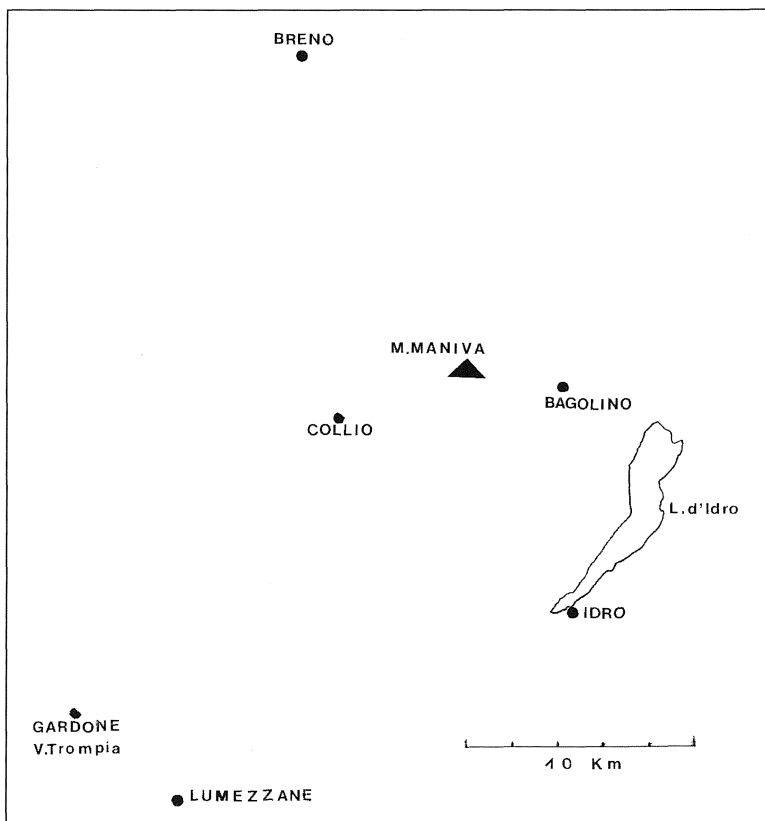 BRENO
M.MANIVA
BAGOLINO
COLLIO
L.d'Idro
IDRO
GARDONE
V.Trompia
10 Km
LUMEZZANE